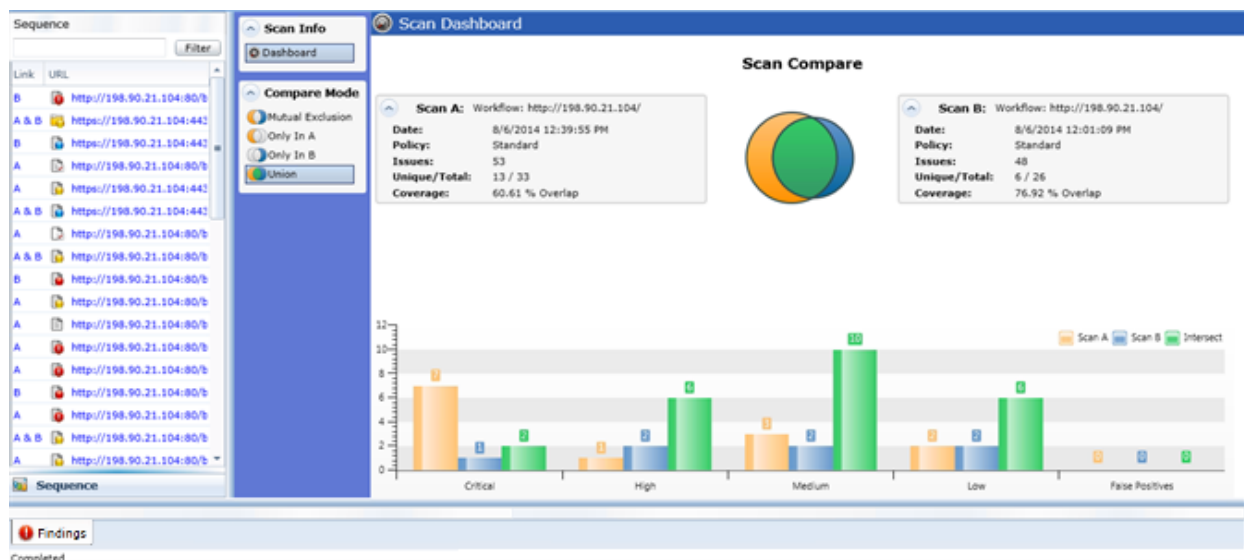 Sequence
Filter
Link URL
B http://198.90.21.104:80/b
A & B https://198.90.21.104:443
B https://198.90.21.104:443
A http://198.90.21.104:80/b
A https://198.90.21.104:443
A & B https://198.90.21.104:443
A http://198.90.21.104:80/b
A & B http://198.90.21.104:80/b
B http://198.90.21.104:80/b
A http://198.90.21.104:80/b
A http://198.90.21.104:80/b
A http://198.90.21.104:80/b
A http://198.90.21.104:80/b
B http://198.90.21.104:80/b
A http://198.90.21.104:80/b
A & B http://198.90.21.104:80/b
A http://198.90.21.104:80/b
Sequence
Scan Info
Dashboard
Compare Mode
Mutual Exclusion
Only In A
Only In B
Union
Scan Dashboard
Scan Compare
Scan A: Workflow: http://198.90.21.104/
Date: 8/6/2014 12:39:55 PM
Policy: Standard
Issues: 53
Unique/Total: 13 / 33
Coverage: 60.61 % Overlap
Scan B: Workflow: http://198.90.21.104/
Date: 8/6/2014 12:01:09 PM
Policy: Standard
Issues: 48
Unique/Total: 6 / 26
Coverage: 76.92 % Overlap
Scan A Scan B Intersect
12
10
8
6
4
2
0
7 1 2
1 2 6
3 2 10
2 2 6
0 0 0
Critical High Medium Low False Positives
Findings
Completed